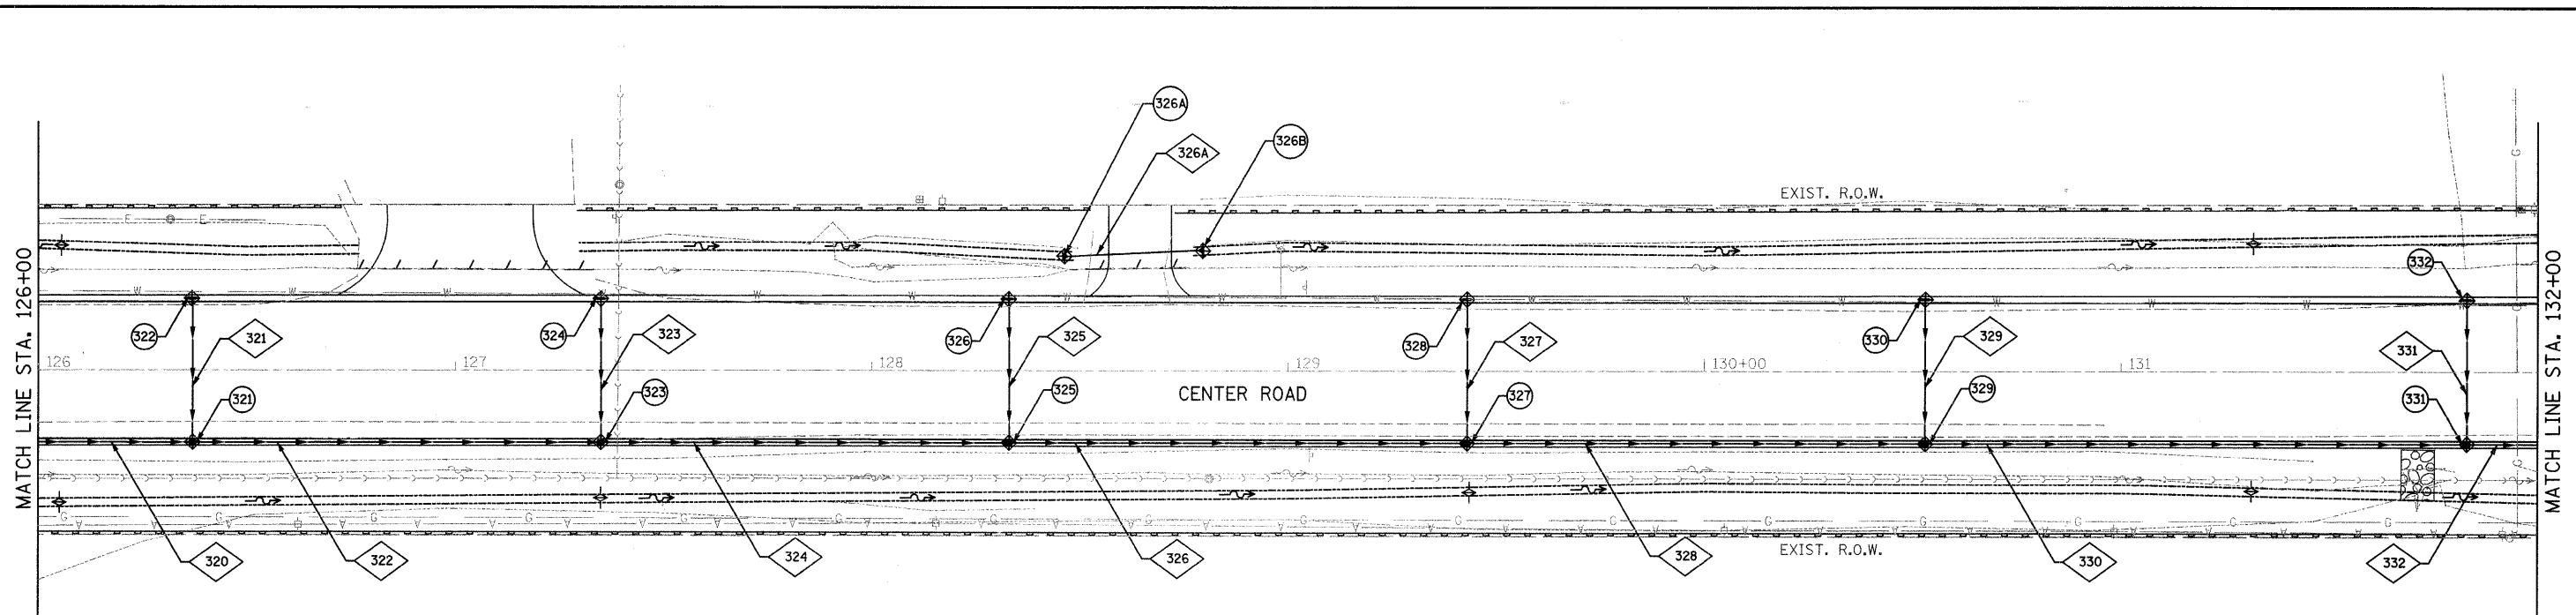 326A
326A
326B
EXIST. R.O.W.
E E
MATCH LINE STA. 126+00
MATCH LINE STA. 132+00
G
332
W W W W W W W W W W W W W W W
322
321
324
323
326
325
328
327
330
329
331
126 127 128 129 130+00 131
CENTER ROAD
321
323
325
327
329
331
G G G G G G G G G G G G G G G G
A A A A A A A A A A A A A A A A
EXIST. R.O.W.
320
322
324
326
328
330
332